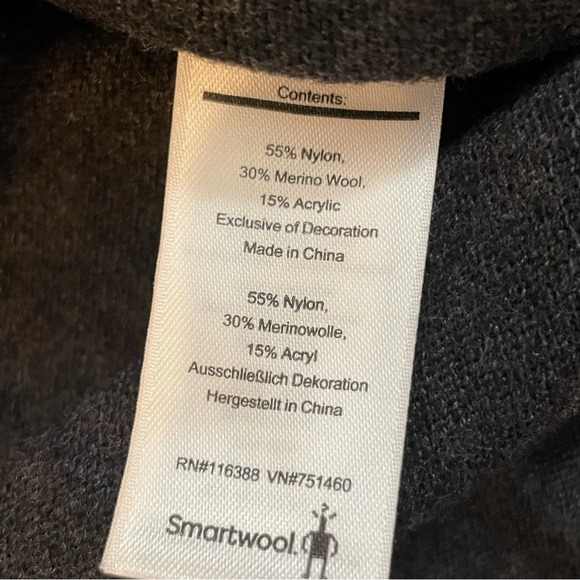 Contents:
55% Nylon,
30% Merino Wool,
15% Acrylic
Exclusive of Decoration
Made in China
55% Nylon,
30% Merinowolle,
15% Acryl
Ausschließlich Dekoration
Hergestellt in China
RN#116388 VN#751460
Smartwool.